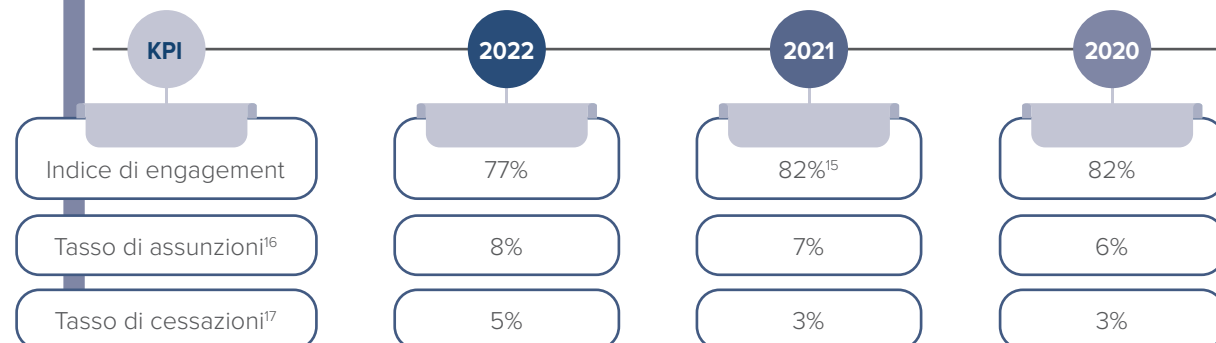 KPI 2022 2021 2020
Indice di engagement 77% 82%15 82%
Tasso di assunzioni16 8% 7% 6%
Tasso di cessazioni17 5% 3% 3%